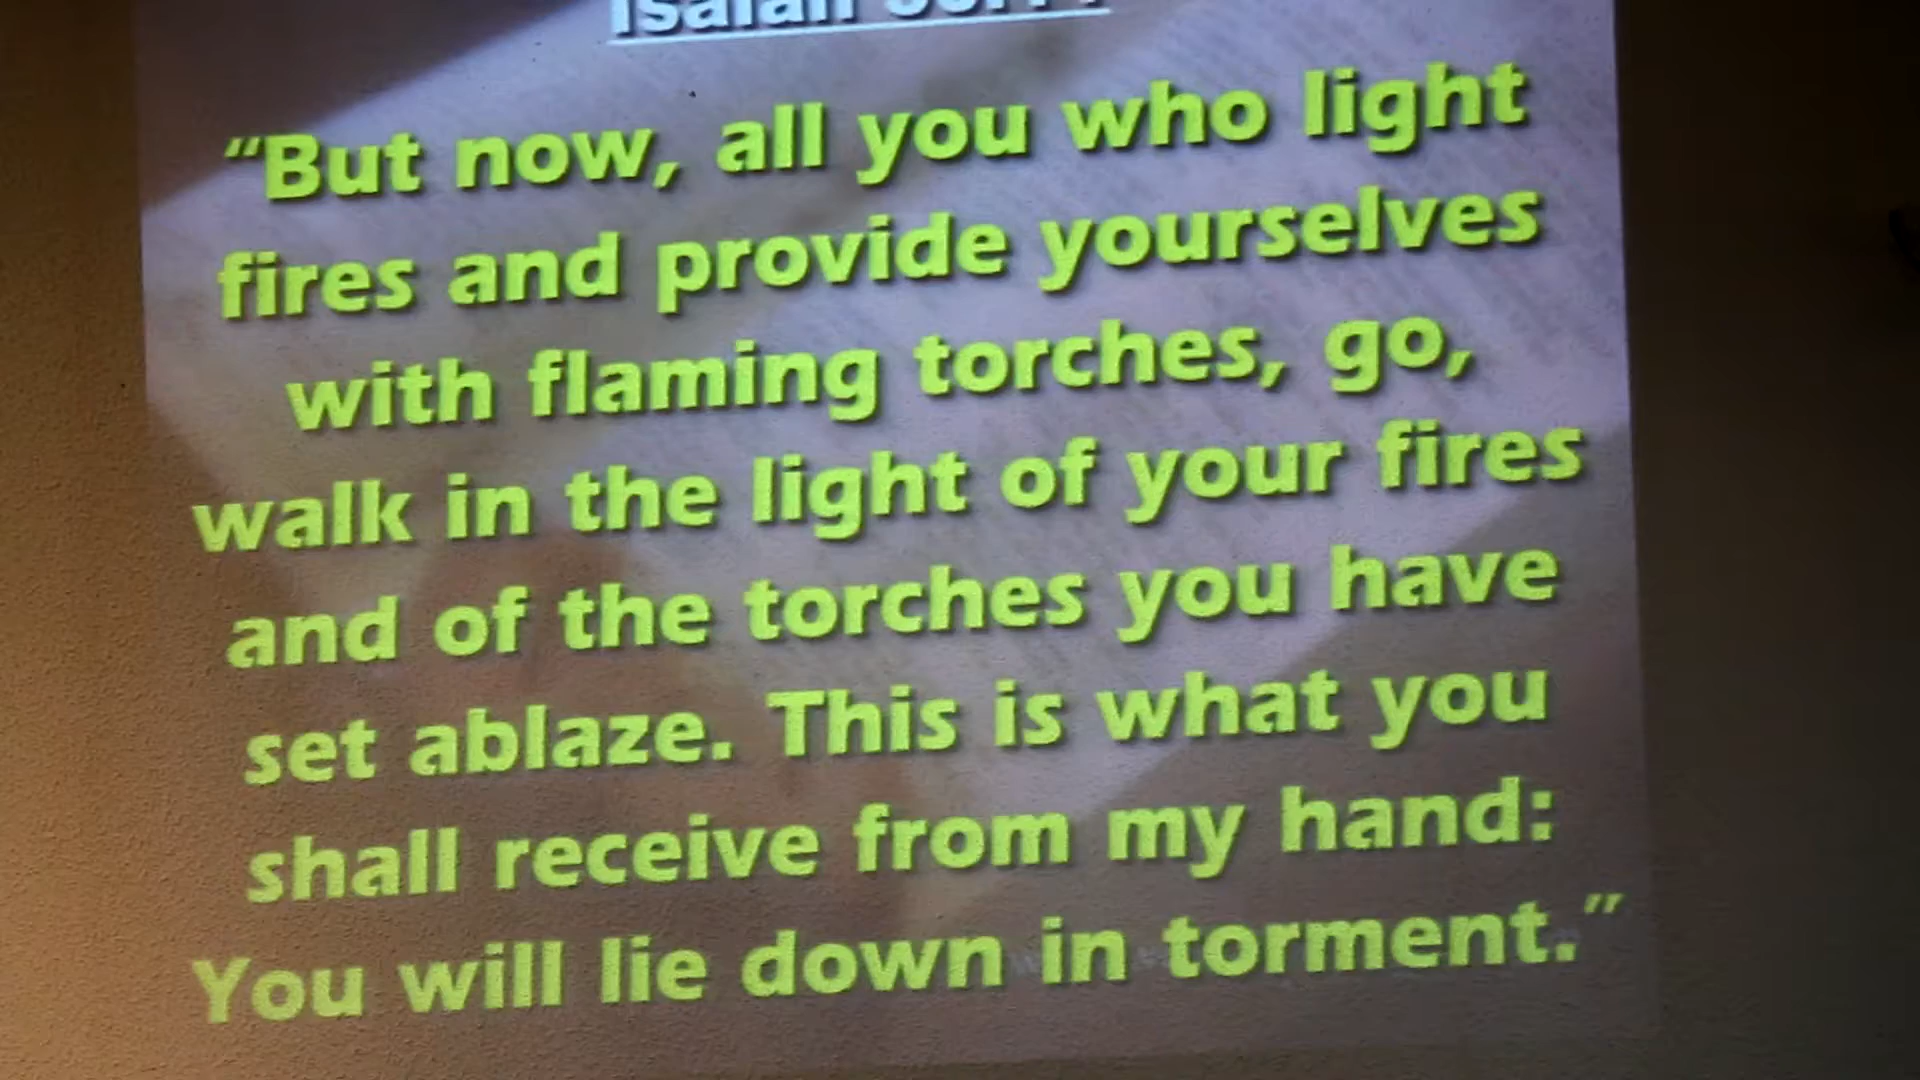 Isaiah
“But now, all you who light
fires and provide yourselves
with flaming torches, go,
walk in the light of your fires
and of the torches you have
set ablaze. This is what you
shall receive from my hand:
You will lie down in torment.”